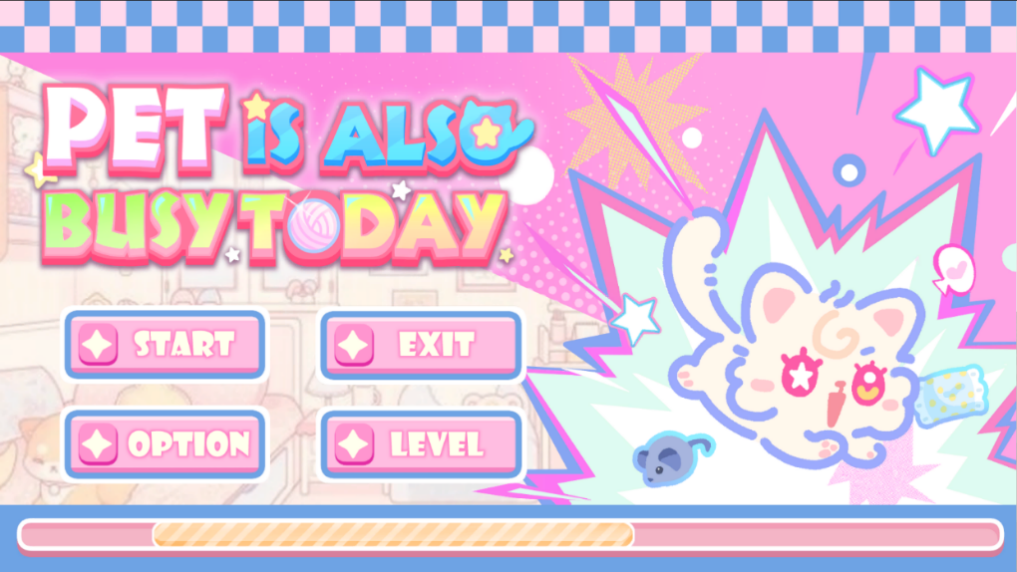 PET IS ALSO
BUSY TODAY
START
EXIT
OPTION
LEVEL